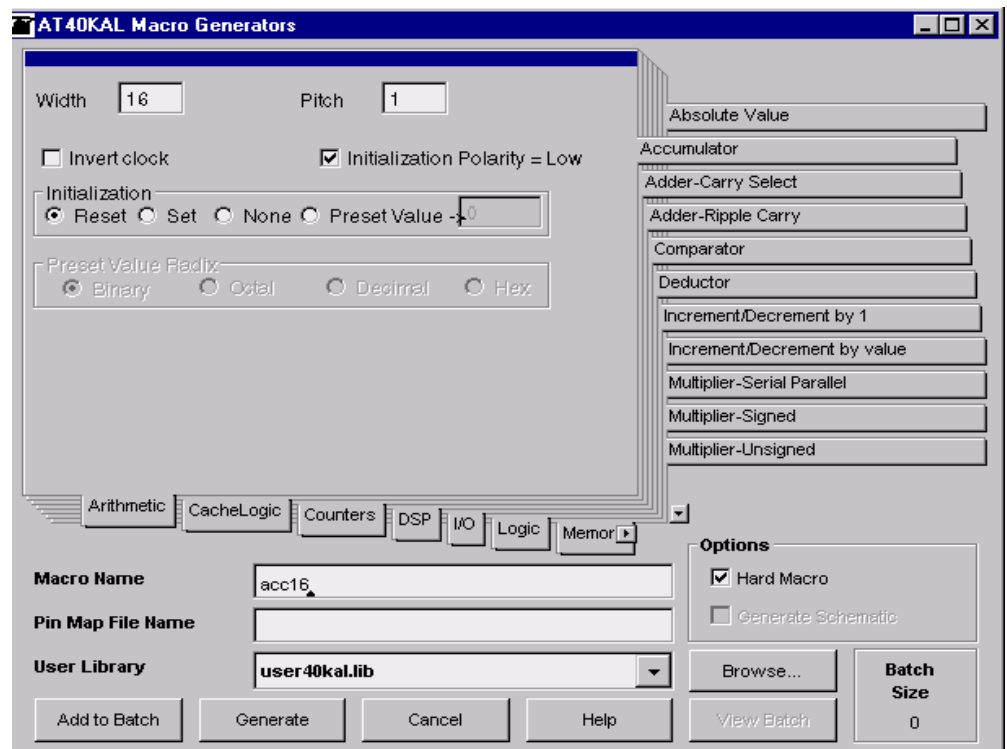 AT40KAL Macro Generators
Width 16 Pitch 1
Invert clock Initialization Polarity = Low
Initialization
Reset Set None Preset Value -> 0
Preset Value Radix
Binary Octal Decimal Hex
Absolute Value
Accumulator
Adder-Carry Select
Adder-Ripple Carry
Comparator
Deductor
Increment/Decrement by 1
Increment/Decrement by value
Multiplier-Serial Parallel
Multiplier-Signed
Multiplier-Unsigned
Arithmetic CacheLogic Counters DSP I/O Logic Memor
Macro Name acc16
Pin Map File Name
User Library user40kal.lib
Options
Hard Macro
Generate Schematic
Browse...
Batch
Size
0
Add to Batch Generate Cancel Help View Batch